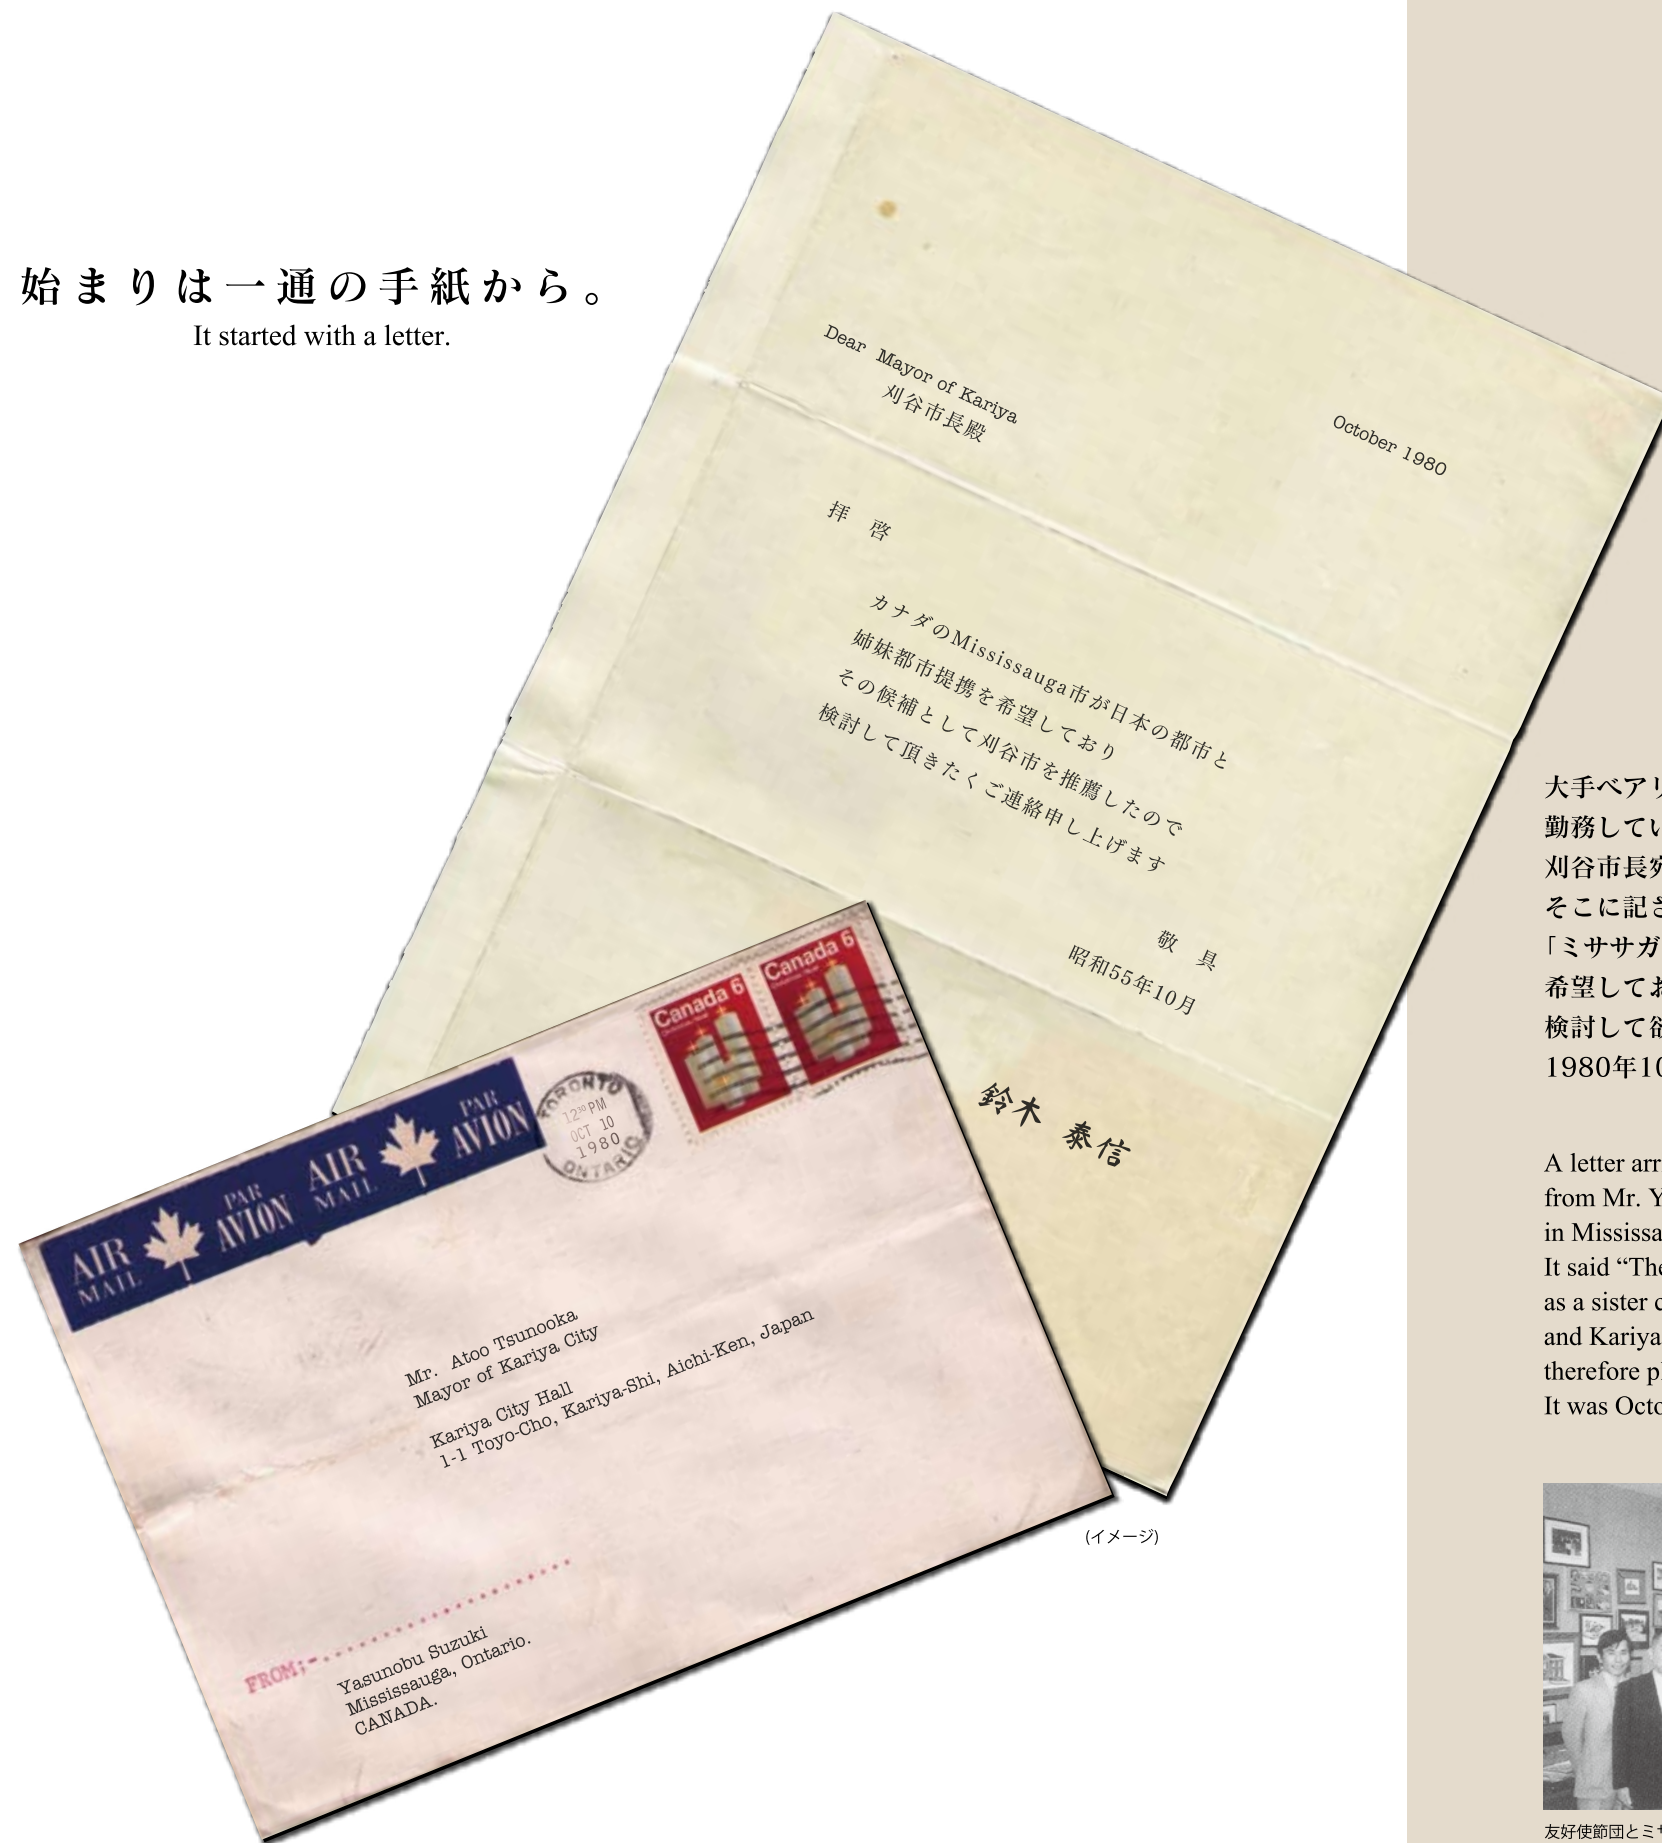 始まりは一通の手紙から。
It started with a letter.
Dear Mayor of Kariya
刈谷市長殿
October 1980
拝 啓
カナダのMississauga市が日本の都市と
姉妹都市提携を希望しており
その候補として刈谷市を推薦したので
検討して頂きたくご連絡申し上げます
敬 具
昭和55年10月
鈴木 泰信
Canada 6
Canada 6
TORONTO
12³⁰ PM
OCT 10
1980
ONTARIO
AIR MAIL
PAR AVION
AIR MAIL
PAR AVION
Mr. Atoo Tsunooka
Mayor of Kariya City
Kariya City Hall
1-1 Toyo-Cho, Kariya-Shi, Aichi-Ken, Japan
FROM;-
Yasunobu Suzuki
Mississauga, Ontario.
CANADA.
(イメージ)
大手ベアリ
勤務してい
刈谷市長宛
そこに記さ
「ミササガ
希望してお
検討して欲
1980年10
A letter arr
from Mr. Y
in Mississa
It said “The
as a sister c
and Kariya
therefore pl
It was Octo
友好使節団とミサ